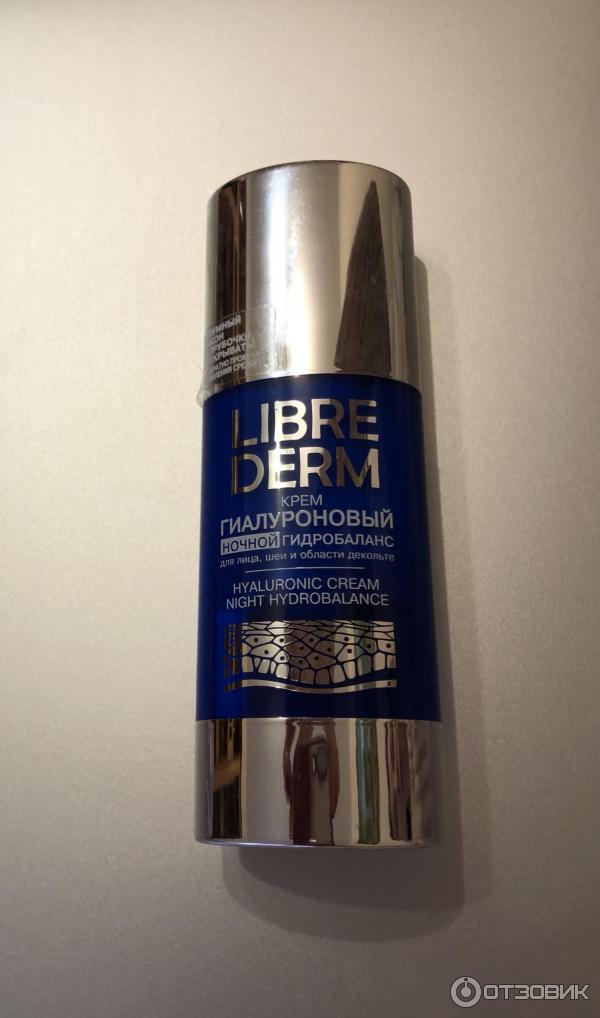 LIBRE
DERM
КРЕМ
ГИАЛУРОНОВЫЙ
НОЧНОЙ ГИДРОБАЛАНС
для лица, шеи и области декольте
HYALURONIC CREAM
NIGHT HYDROBALANCE
ОТЗОВИК